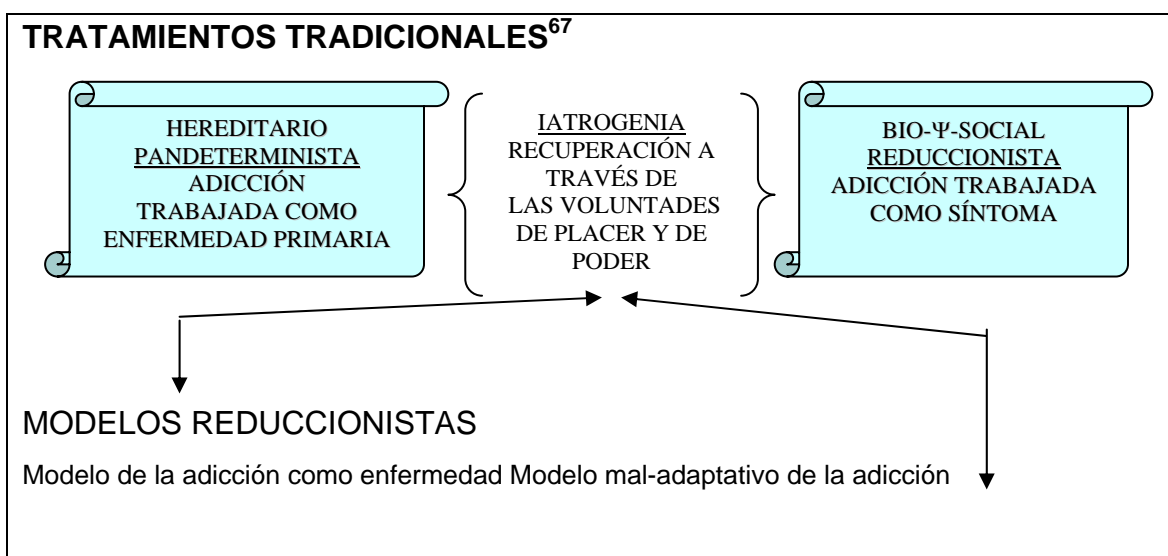 TRATAMIENTOS TRADICIONALES67
HEREDITARIO
PANDETERMINISTA
ADICCIÓN
TRABAJADA COMO
ENFERMEDAD PRIMARIA
IATROGENIA
RECUPERACIÓN A
TRAVÉS DE
LAS VOLUNTADES
DE PLACER Y DE
PODER
BIO-Ψ-SOCIAL
REDUCCIONISTA
ADICCIÓN TRABAJADA
COMO SÍNTOMA
MODELOS REDUCCIONISTAS
Modelo de la adicción como enfermedad Modelo mal-adaptativo de la adicción